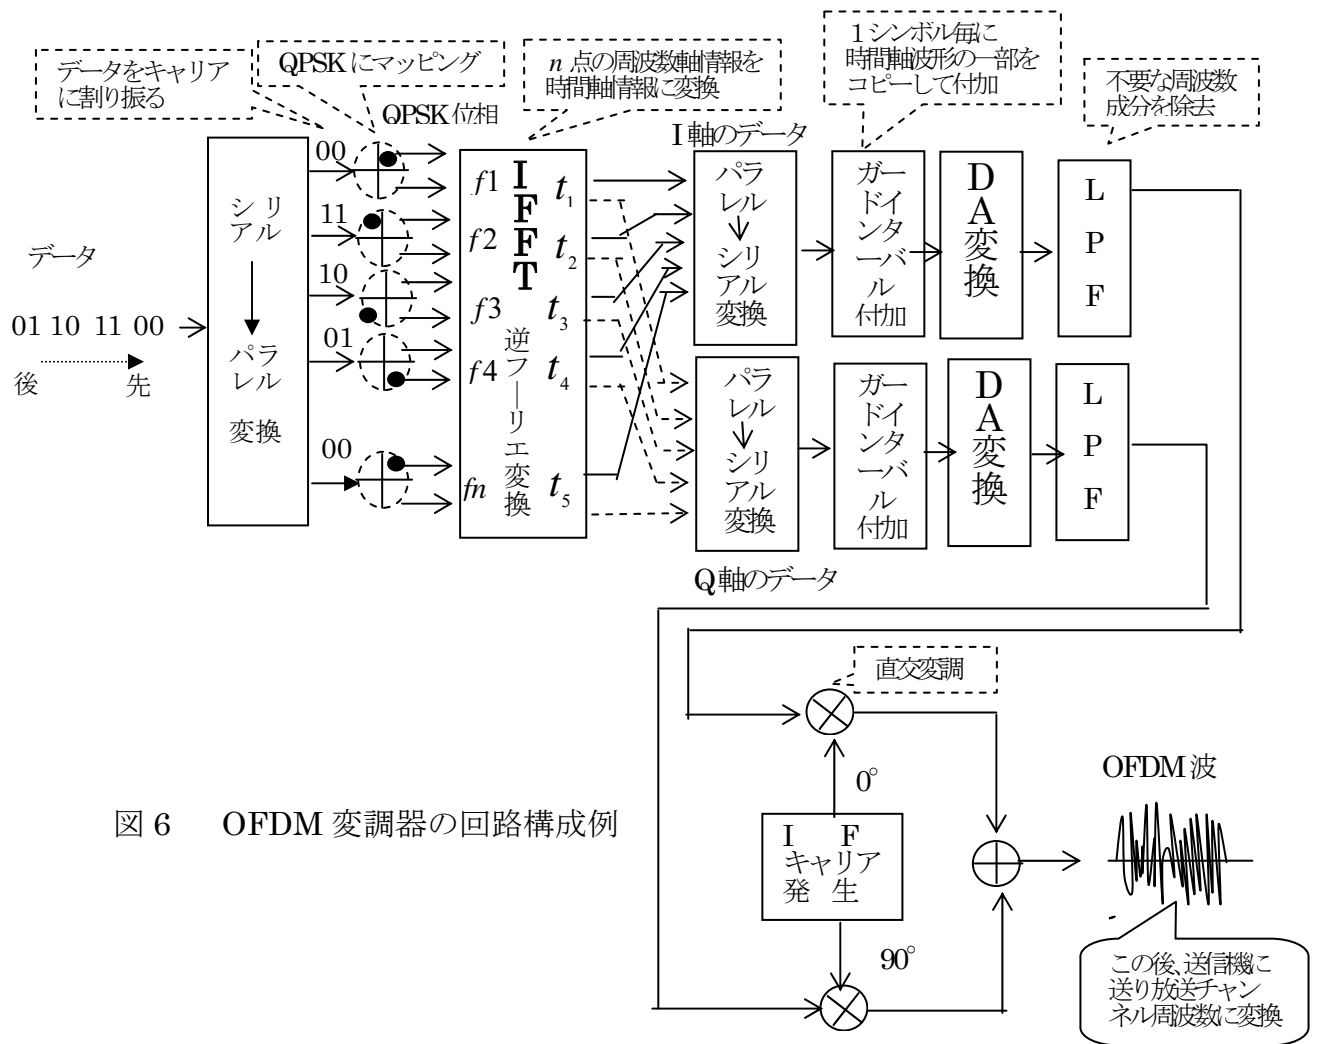 データをキャリア
に割り振る
QPSKにマッピング
QPSK位相
n 点の周波数軸情報を
時間軸情報に変換
1シンボル毎に
時間軸波形の一部を
コピーして付加
不要な周波数
成分を除去
データ
01 10 11 00
後
先
シリ
アル
パラ
レル
変換
00
11
10
01
00
f1
f2
f3
f4
fn
IFFT
逆フーリエ変換
t1
t2
t3
t4
t5
I軸のデータ
パラ
レル
シリ
アル
変換
ガー
ドイ
ンタ
ーバ
ル
付加
DA変換
LPF
パラ
レル
シリ
アル
変換
ガー
ドイ
ンタ
ーバ
ル
付加
DA変換
LPF
Q軸のデータ
直交変調
0°
I F
キャリア
発 生
90°
OFDM波
この後、送信機に
送り放送チャン
ネル周波数に変換
図6 OFDM変調器の回路構成例